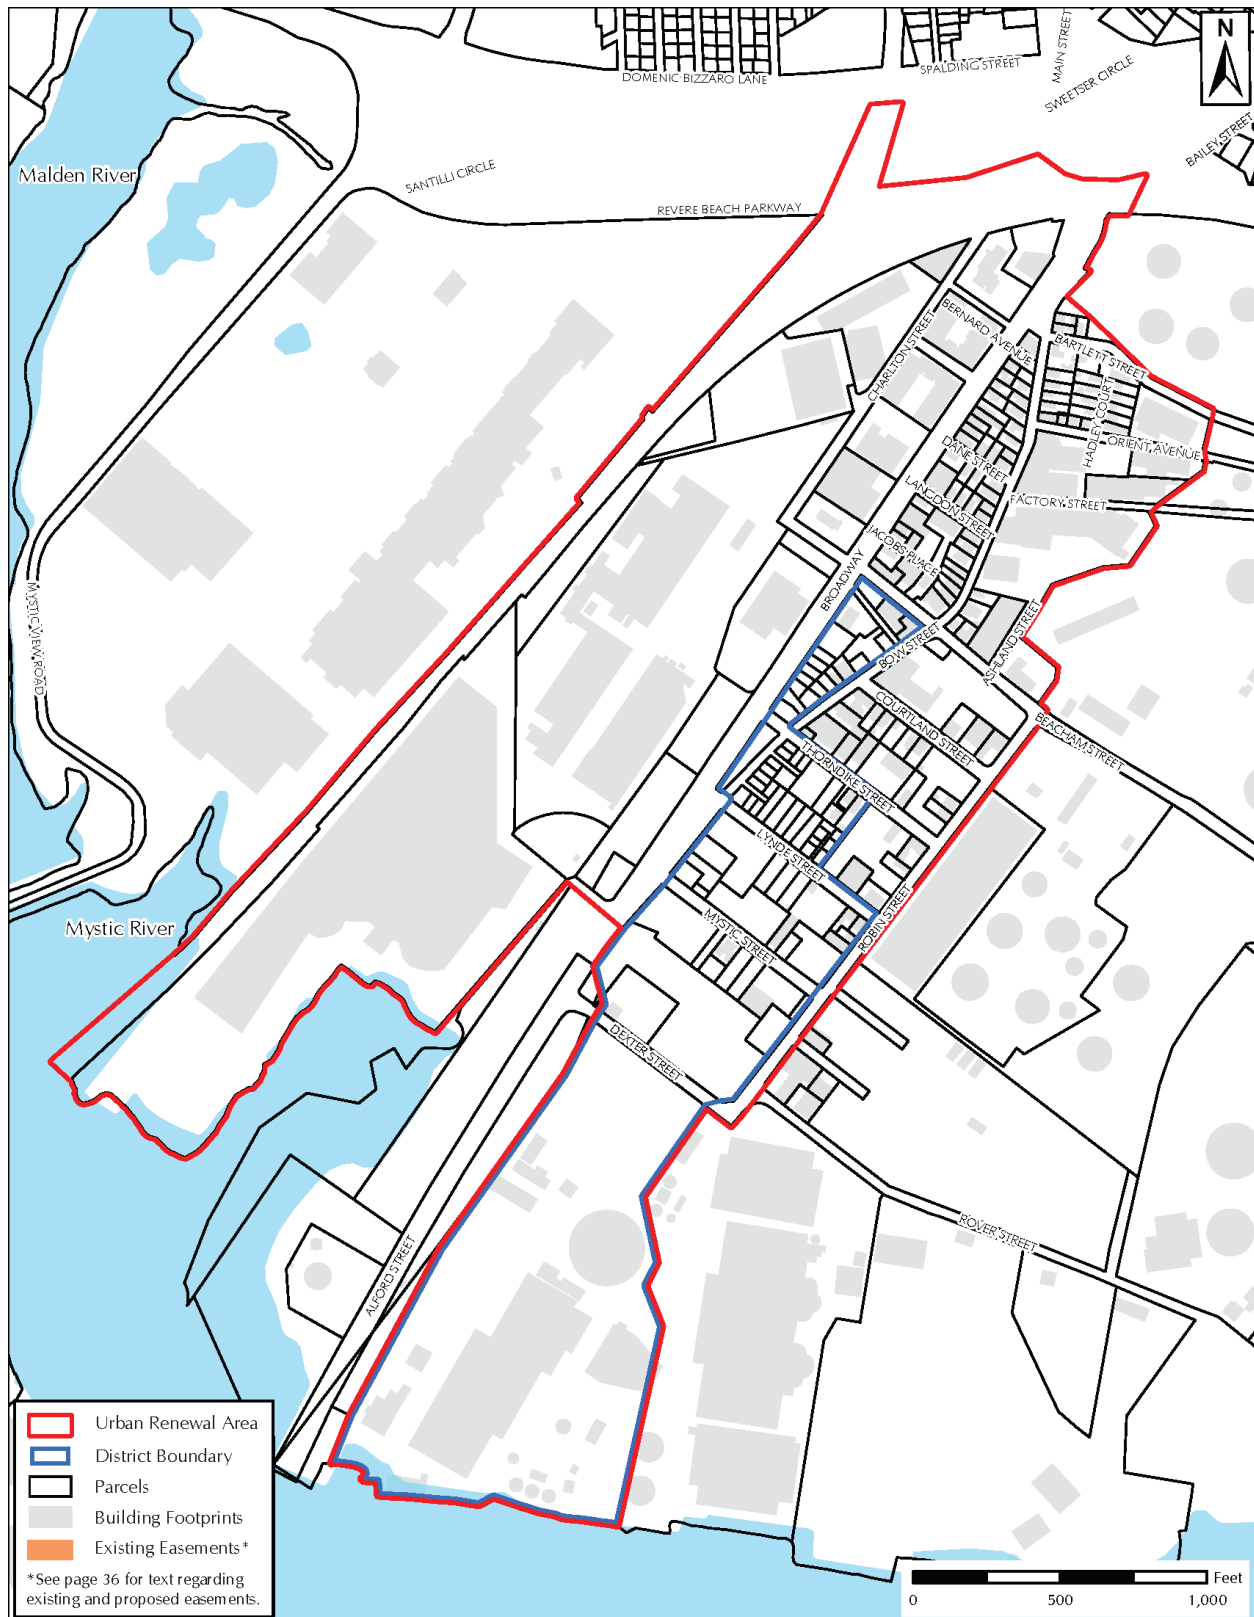 DOMENIC BIZZARO LANE
SPALDING STREET
MAIN STREET
SWEETSER CIRCLE
N
BAILEY STREET
Malden River
SANTILLI CIRCLE
REVERE BEACH PARKWAY
BERNARD AVENUE
CHARLTON STREET
BARTLETT STREET
HADLEY COURT
ORIENT AVENUE
DANE STREET
LANGDON STREET
FACTORY STREET
JACOBS PLACE
BROADWAY
MYSTIC VIEW ROAD
BOW STREET
ASHLAND STREET
COURTLAND STREET
BEACHAM STREET
THORNDIKE STREET
LYNDE STREET
Mystic River
MYSTIC STREET
ROBIN STREET
DEXTER STREET
ROVER STREET
ALFORD STREET
Urban Renewal Area
District Boundary
Parcels
Building Footprints
Existing Easements*
*See page 36 for text regarding
existing and proposed easements.
Feet
0 500 1,000